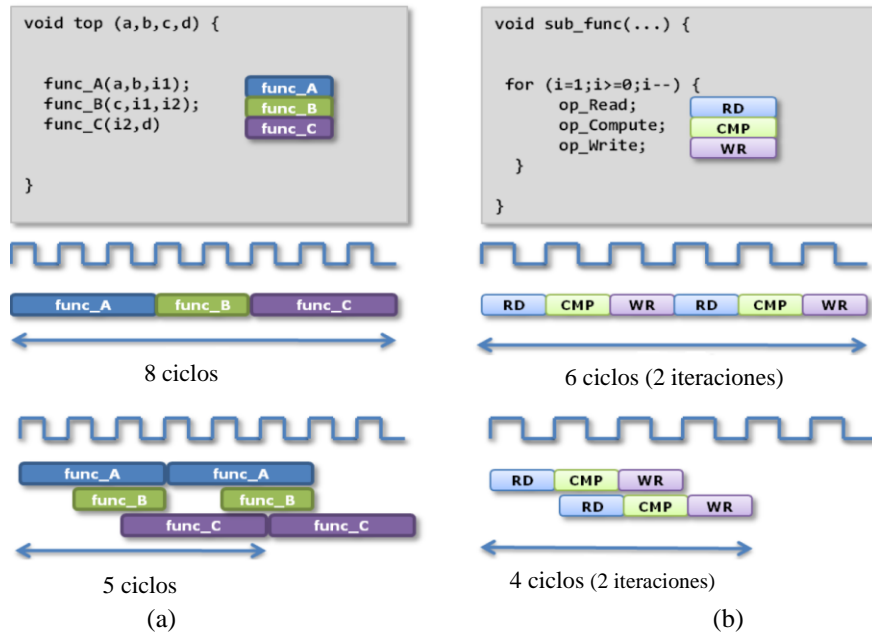 void top (a,b,c,d) {
func_A(a,b,i1);
func_B(c,i1,i2);
func_C(i2,d)
}
func_A
func_B
func_C
func_A func_B func_C
8 ciclos
func_A func_A
func_B func_B
func_C func_C
5 ciclos
(a)
void sub_func(...) {
for (i=1;i>=0;i--) {
op_Read;
op_Compute;
op_Write;
}
}
RD
CMP
WR
RD CMP WR RD CMP WR
6 ciclos (2 iteraciones)
RD CMP WR
RD CMP WR
4 ciclos (2 iteraciones)
(b)